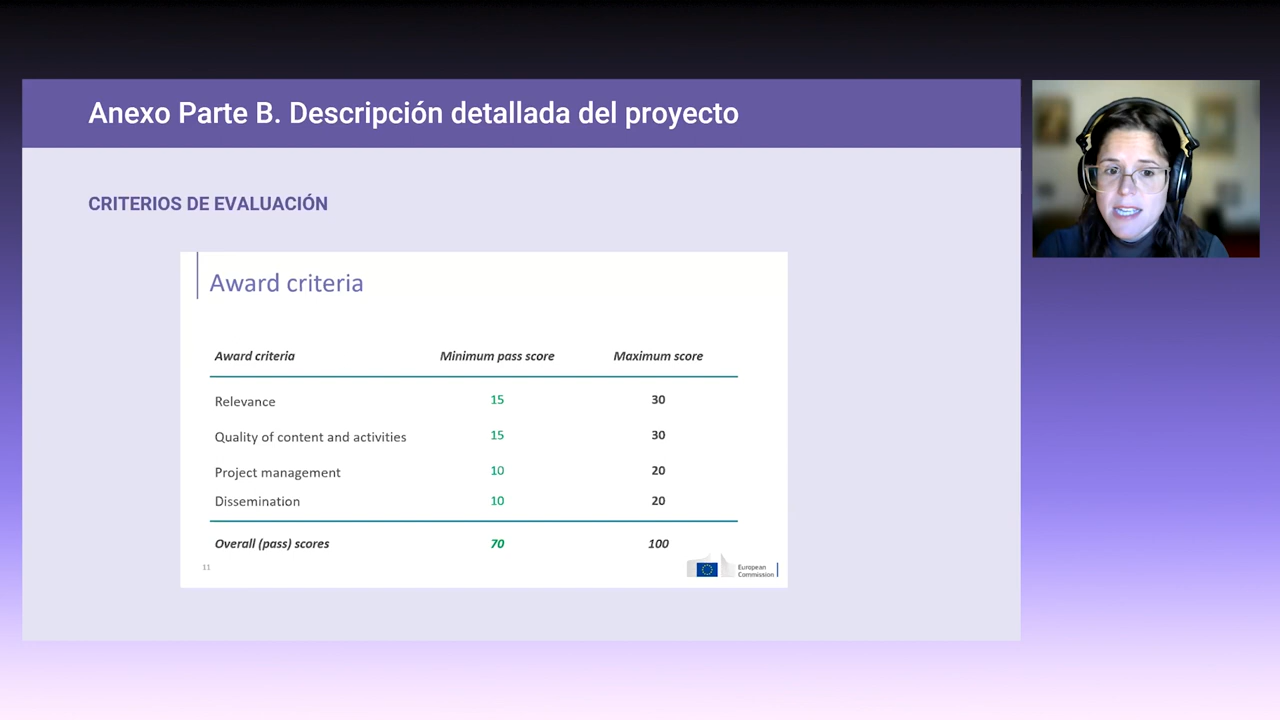 Anexo Parte B. Descripción detallada del proyecto
CRITERIOS DE EVALUACIÓN
Award criteria
Award criteria Minimum pass score Maximum score
Relevance 15 30
Quality of content and activities 15 30
Project management 10 20
Dissemination 10 20
Overall (pass) scores 70 100
11
European
Commission